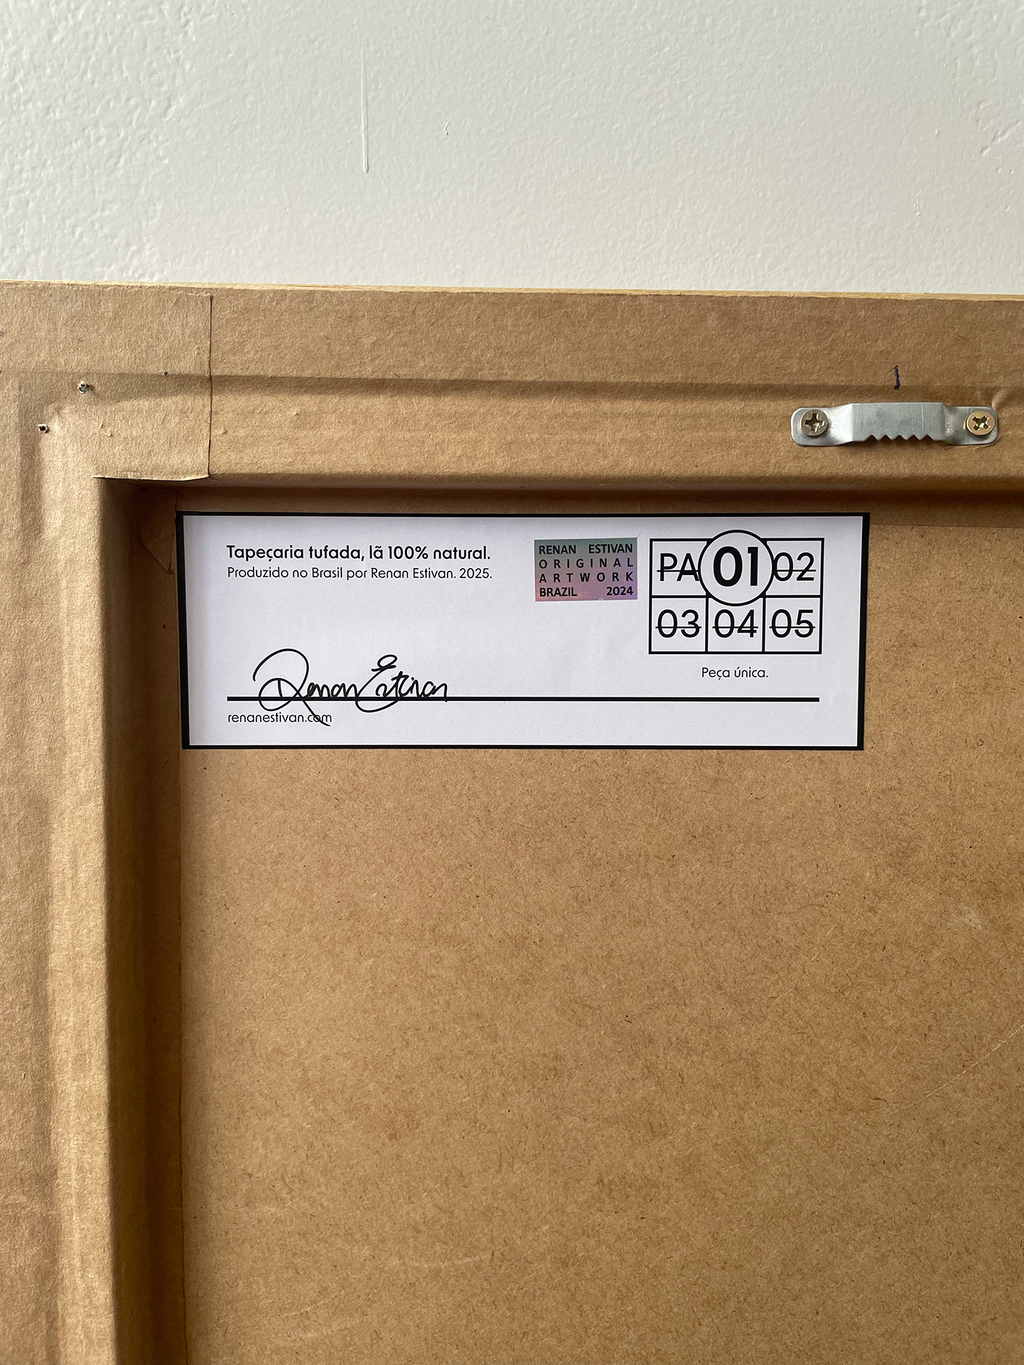 Tapeçaria tufada, lã 100% natural.
Produzido no Brasil por Renan Estivan. 2025.
RENAN ESTIVAN
ORIGINAL
ARTWORK
BRAZIL 2024
PA 01 02
03 04 05
Peça única.
Renan Estivan
renanestivan.com